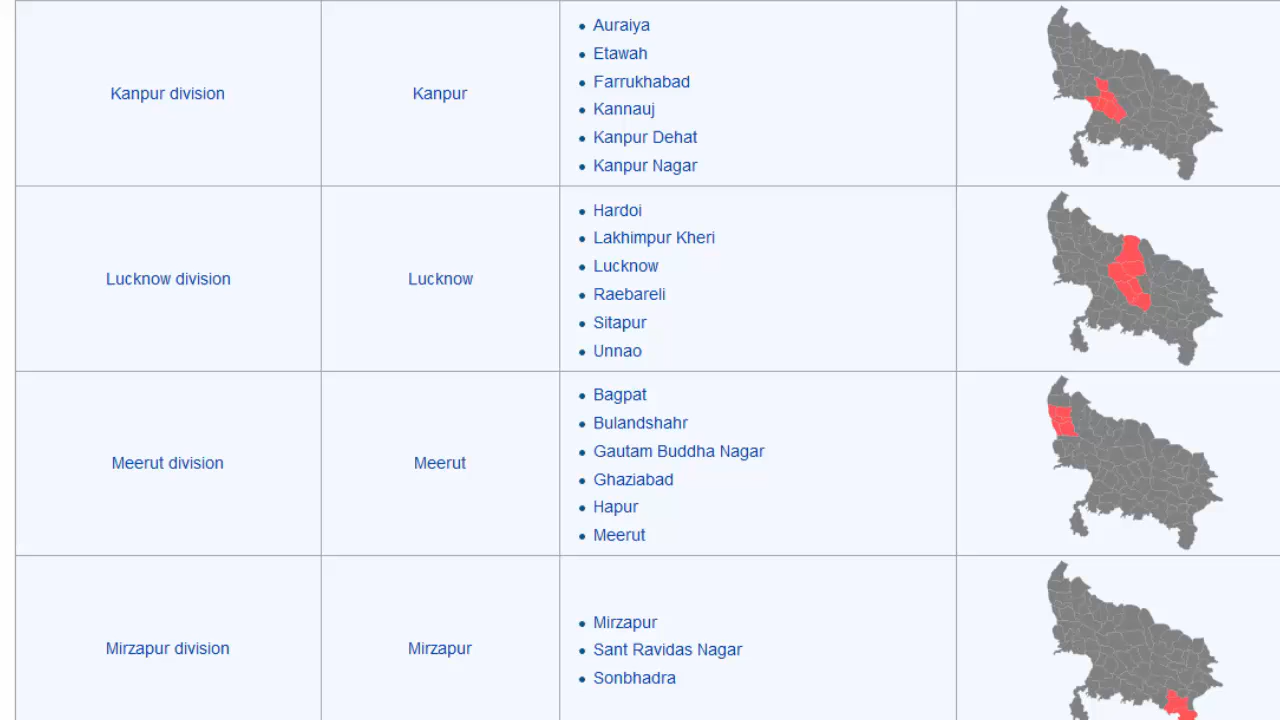 Kanpur division
Kanpur
Auraiya
Etawah
Farrukhabad
Kannauj
Kanpur Dehat
Kanpur Nagar
Lucknow division
Lucknow
Hardoi
Lakhimpur Kheri
Lucknow
Raebareli
Sitapur
Unnao
Meerut division
Meerut
Bagpat
Bulandshahr
Gautam Buddha Nagar
Ghaziabad
Hapur
Meerut
Mirzapur division
Mirzapur
Mirzapur
Sant Ravidas Nagar
Sonbhadra